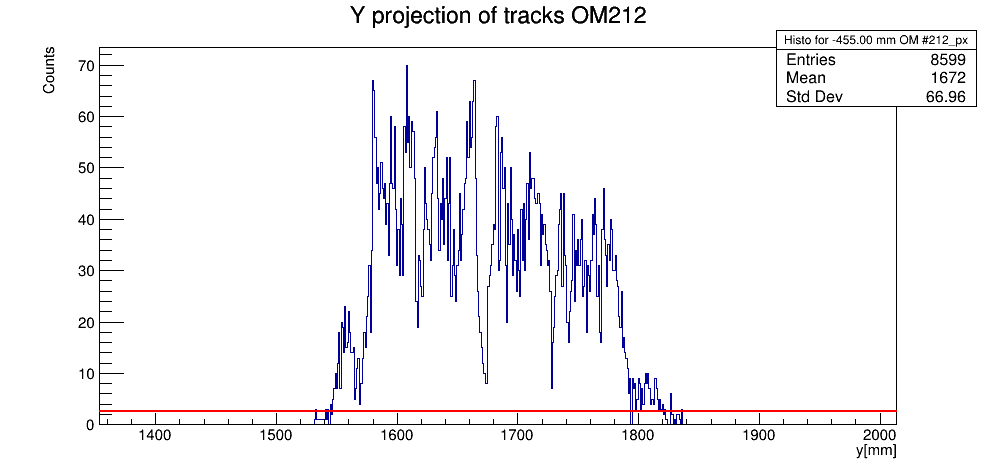 Y projection of tracks OM212
Histo for -455.00 mm OM #212_px
Entries 8599
Mean 1672
Std Dev 66.96
Counts
70
60
50
40
30
20
10
0
1400 1500 1600 1700 1800 1900 2000
y[mm]